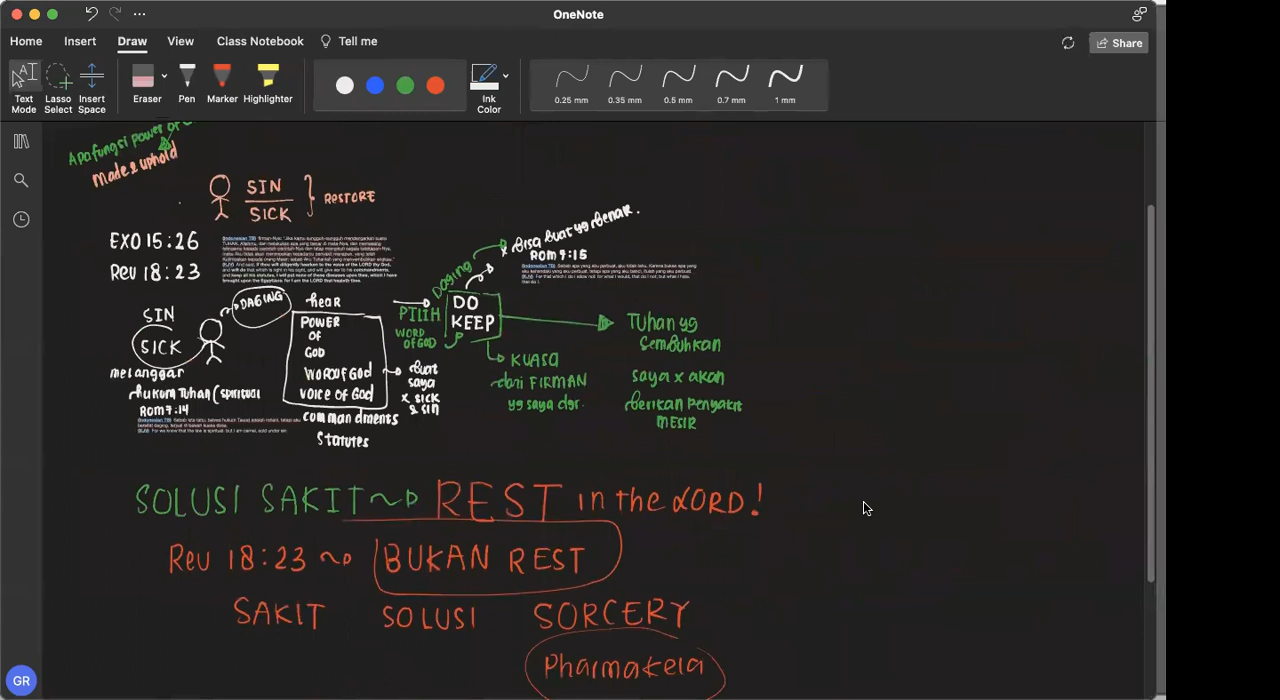 OneNote
Home Insert Draw View Class Notebook Tell me
Share
Text Mode
Lasso Select
Insert Space
Eraser
Pen
Marker
Highlighter
Ink Color
0.25 mm 0.35 mm 0.5 mm 0.7 mm 1 mm
Apa fungsi power of
made & uphold
SIN
SICK
RESTORE
EXO 15:26
Rev 18:23
x Bisa buat yg benar.
Rom 7:15
Daging
SIN
SICK
DAGING
hear
POWER
OF
GOD
WORD of GOD
VOICE OF GOD
commandments
Statutes
PILIH
WORD
OF GOD
DO
KEEP
buat
saya
x sick
& sin
melanggar
hukum Tuhan (spiritual
Rom 7:14
KUASA
dari FIRMAN
yg saya dgr.
Tuhan yg
Sembuhkan
saya x akan
berikan Penyakit
MESIR
SOLUSI SAKIT REST in the LORD!
Rev 18:23 BUKAN REST
SAKIT SOLUSI SORCERY
Pharmakeia
GR